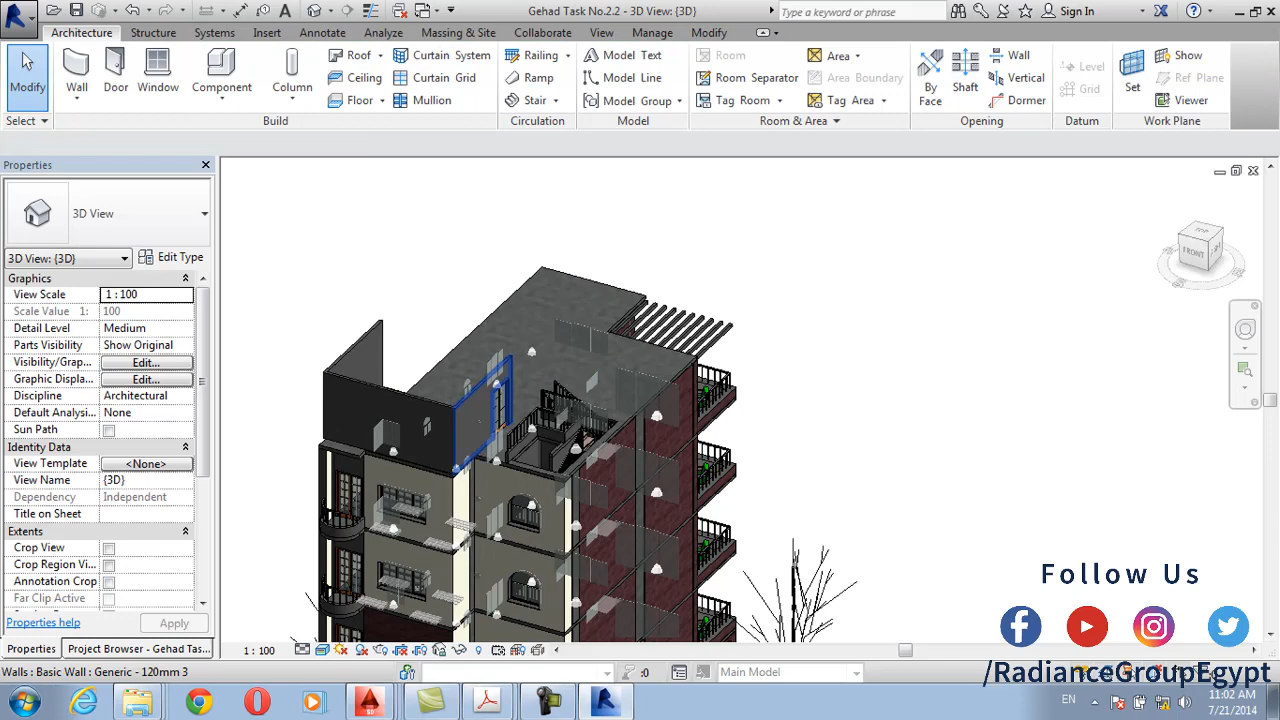 Gehad Task No.2.2 - 3D View: {3D}
Type a keyword or phrase
Sign In
Architecture Structure Systems Insert Annotate Analyze Massing & Site Collaborate View Manage Modify
Modify
Wall
Door
Window
Component
Column
Roof
Ceiling
Floor
Curtain System
Curtain Grid
Mullion
Railing
Ramp
Stair
Model Text
Model Line
Model Group
Room
Room Separator
Tag Room
Area
Area Boundary
Tag Area
By Face
Shaft
Wall
Vertical
Dormer
Level
Grid
Set
Show
Ref Plane
Viewer
Select Build Circulation Model Room & Area Opening Datum Work Plane
Properties
3D View
3D View: {3D} Edit Type
Graphics
View Scale 1 : 100
Scale Value 1: 100
Detail Level Medium
Parts Visibility Show Original
Visibility/Grap... Edit...
Graphic Displa... Edit...
Discipline Architectural
Default Analysi... None
Sun Path
Identity Data
View Template <None>
View Name {3D}
Dependency Independent
Title on Sheet
Extents
Crop View
Crop Region Vi...
Annotation Crop
Far Clip Active
Properties help Apply
Properties Project Browser - Gehad Tas...
TOP
FRONT
1 : 100
Walls : Basic Wall : Generic - 120mm 3
:0
Main Model
Follow Us
/RadianceGroupEgypt
EN
11:02 AM
7/21/2014